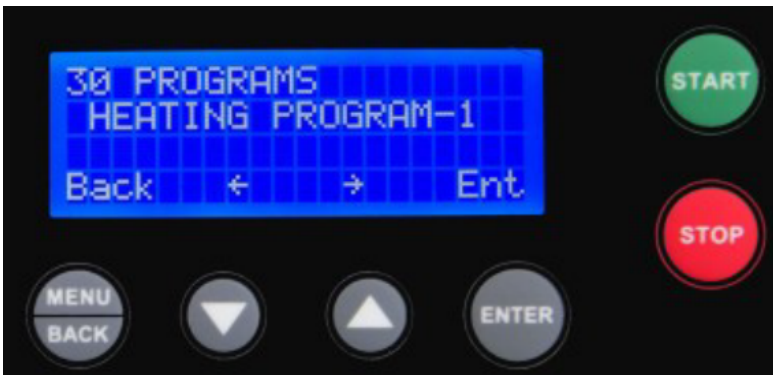 30 PROGRAMS
HEATING PROGRAM-1
Back ← → Ent
START
STOP
MENU
BACK
ENTER